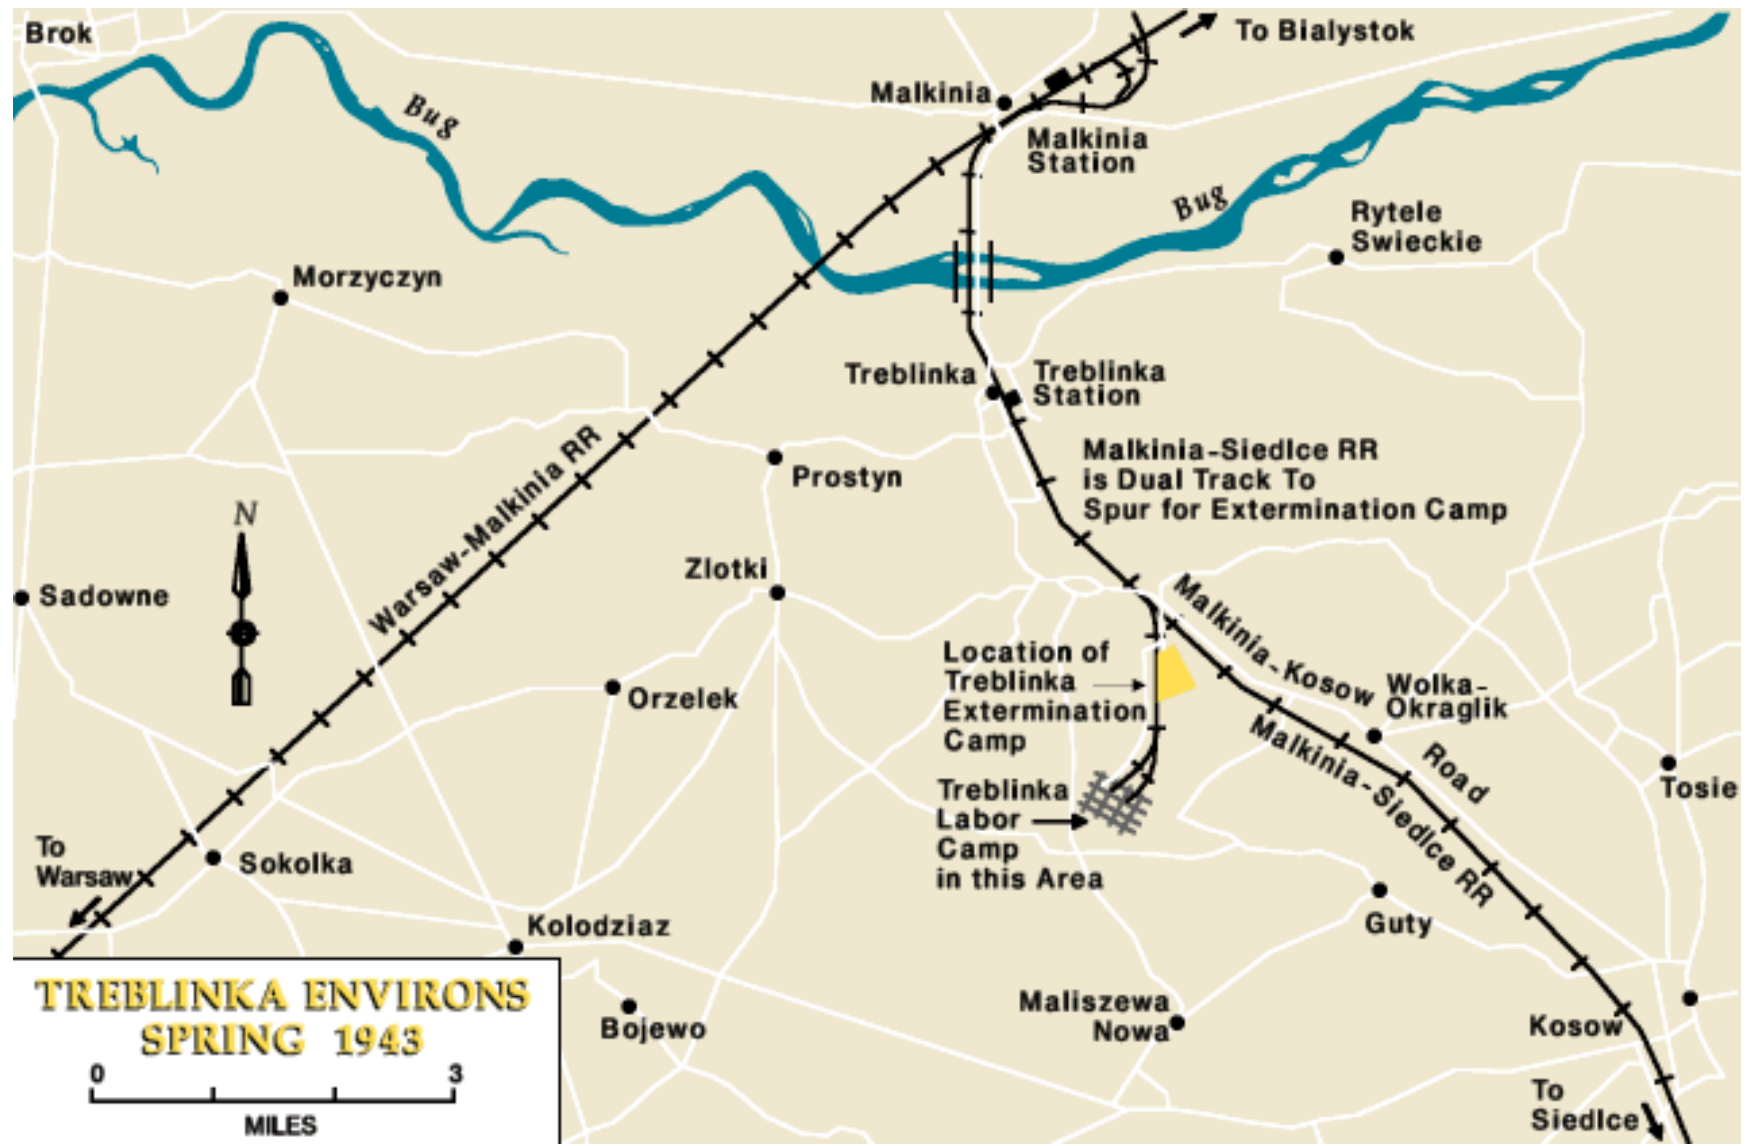 Brok
To Bialystok
Malkinia
Bug
Malkinia
Station
Bug
Rytele
Swieckie
Morzyczyn
Treblinka
Treblinka
Station
Warsaw-Malkinia RR
Prostyn
Malkinia-Siedlce RR
is Dual Track To
Spur for Extermination Camp
N
Zlotki
Sadowne
Malkinia-Kosow Road
Location of
Treblinka
Extermination
Camp
Orzelek
Wolka-
Okraglik
Malkinia-Siedlce RR
Tosie
Treblinka
Labor
Camp
in this Area
To
Warsaw
Sokolka
Kolodziaz
Guty
TREBLINKA ENVIRONS
SPRING 1943
0 3
MILES
Bojewo
Maliszewa
Nowa
Kosow
To
Siedlce